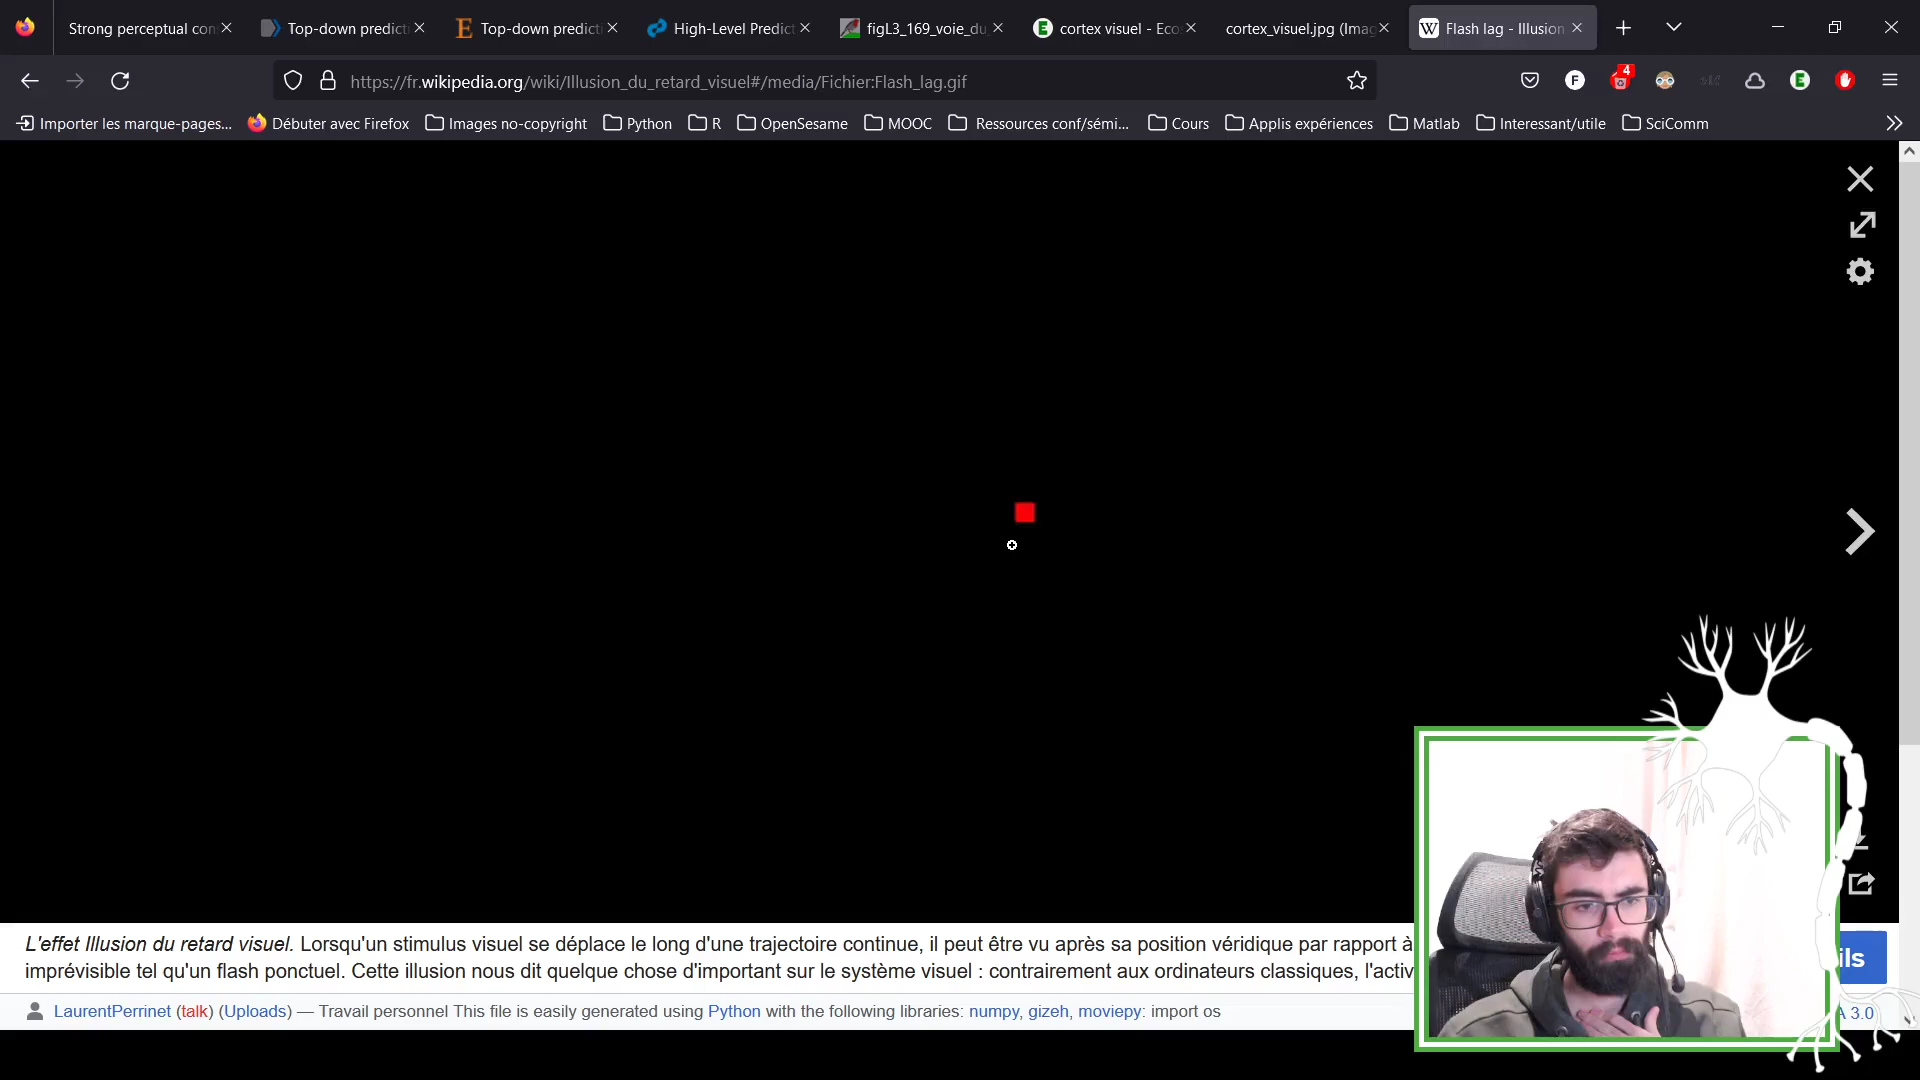 Strong perceptual con
Top-down predict
Top-down predict
High-Level Predict
figL3_169_voie_du
cortex visuel - Eco
cortex_visuel.jpg (Imag
Flash lag - Illusion
https://fr.wikipedia.org/wiki/Illusion_du_retard_visuel#/media/Fichier:Flash_lag.gif
4
Importer les marque-pages...
Débuter avec Firefox
Images no-copyright
Python
R
OpenSesame
MOOC
Ressources conf/sémi...
Cours
Applis expériences
Matlab
Interessant/utile
SciComm
L'effet Illusion du retard visuel. Lorsqu'un stimulus visuel se déplace le long d'une trajectoire continue, il peut être vu après sa position véridique par rapport à
imprévisible tel qu'un flash ponctuel. Cette illusion nous dit quelque chose d'important sur le système visuel : contrairement aux ordinateurs classiques, l'activ
ils
LaurentPerrinet (talk) (Uploads) — Travail personnel This file is easily generated using Python with the following libraries: numpy, gizeh, moviepy: import os
A 3.0